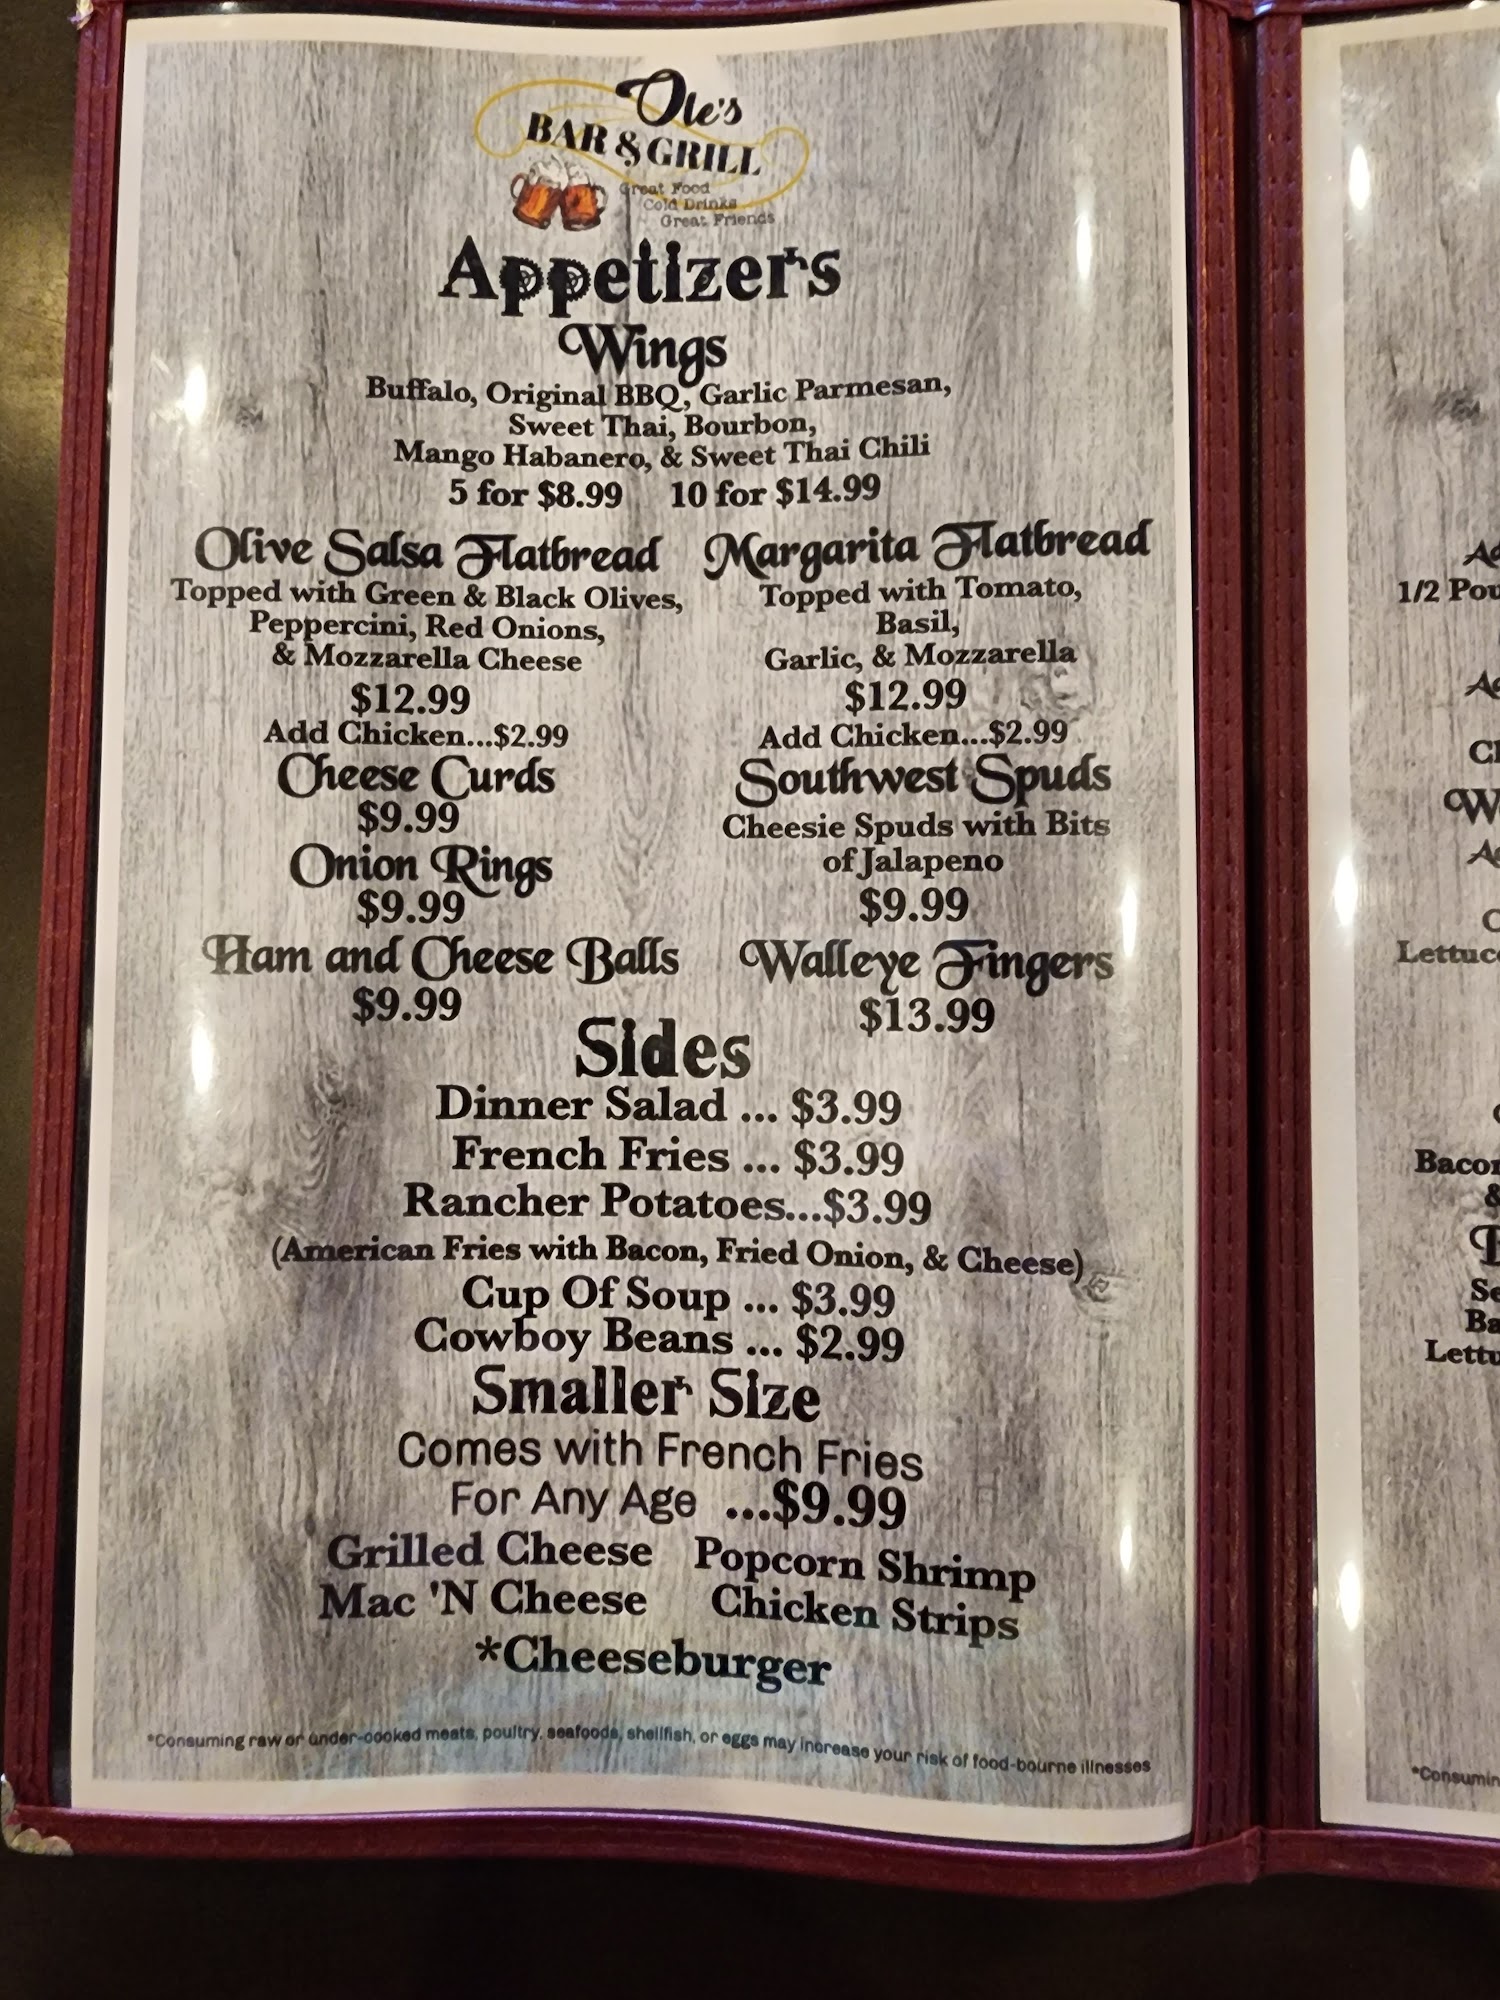 Ole's
BAR & GRILL
Great Food
Cold Drinks
Great Friends
Appetizers
Wings
Buffalo, Original BBQ, Garlic Parmesan,
Sweet Thai, Bourbon,
Mango Habanero, & Sweet Thai Chili
5 for $8.99 10 for $14.99
Olive Salsa Flatbread
Topped with Green & Black Olives,
Peppercini, Red Onions,
& Mozzarella Cheese
$12.99
Add Chicken...$2.99
Margarita Flatbread
Topped with Tomato,
Basil,
Garlic, & Mozzarella
$12.99
Add Chicken...$2.99
Cheese Curds
$9.99
Southwest Spuds
Cheesie Spuds with Bits
of Jalapeno
$9.99
Onion Rings
$9.99
Ham and Cheese Balls
$9.99
Walleye Fingers
$13.99
Sides
Dinner Salad ... $3.99
French Fries ... $3.99
Rancher Potatoes...$3.99
(American Fries with Bacon, Fried Onion, & Cheese)
Cup Of Soup ... $3.99
Cowboy Beans ... $2.99
Smaller Size
Comes with French Fries
For Any Age ...$9.99
Grilled Cheese Popcorn Shrimp
Mac 'N Cheese Chicken Strips
*Cheeseburger
*Consuming raw or under-cooked meats, poultry, seafoods, shellfish, or eggs may increase your risk of food-bourne illnesses
1/2
&